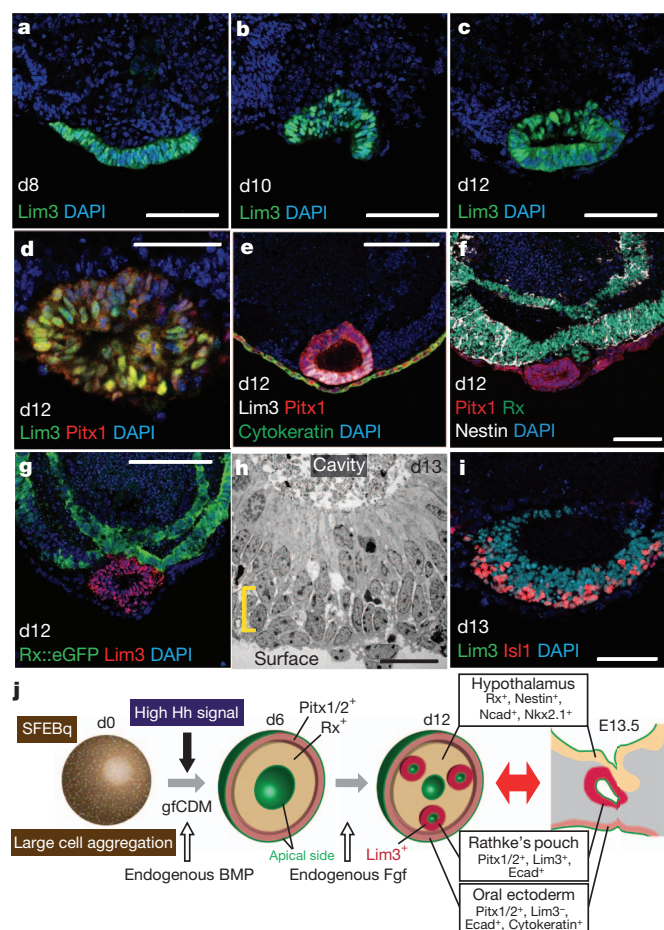 a
d8
Lim3 DAPI
b
d10
Lim3 DAPI
c
d12
Lim3 DAPI
d
d12
Lim3 Pitx1 DAPI
e
d12
Lim3 Pitx1
Cytokeratin DAPI
f
d12
Pitx1 Rx
Nestin DAPI
g
d12
Rx::eGFP Lim3 DAPI
h
Cavity
d13
Surface
i
d13
Lim3 Isl1 DAPI
j
SFEBq
d0
Large cell aggregation
High Hh signal
gfCDM
Endogenous BMP
d6
Pitx1/2⁺
Rx⁺
Apical side
Endogenous Fgf
d12
Lim3⁺
Hypothalamus
Rx⁺, Nestin⁺,
Ncad⁺, Nkx2.1⁺
E13.5
Rathke's pouch
Pitx1/2⁺, Lim3⁺,
Ecad⁺
Oral ectoderm
Pitx1/2⁺, Lim3⁻,
Ecad⁺, Cytokeratin⁺